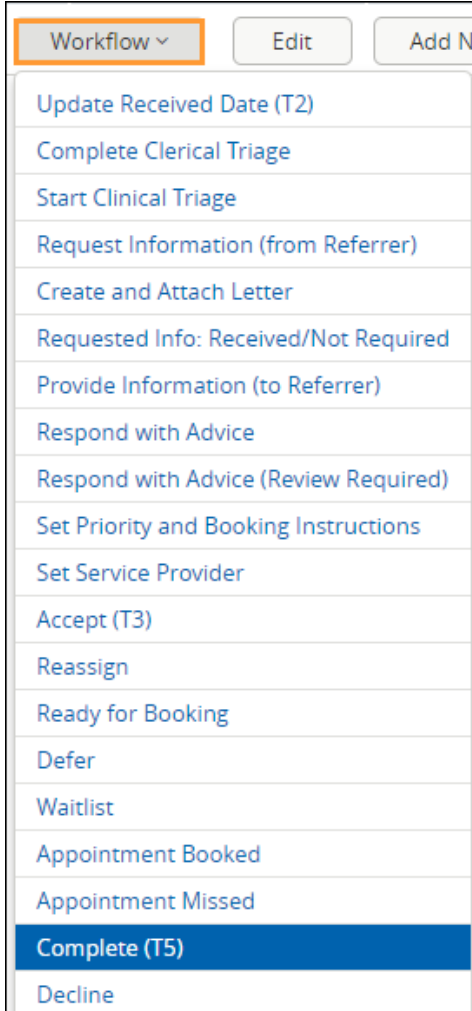 Workflow Edit Add N
Update Received Date (T2)
Complete Clerical Triage
Start Clinical Triage
Request Information (from Referrer)
Create and Attach Letter
Requested Info: Received/Not Required
Provide Information (to Referrer)
Respond with Advice
Respond with Advice (Review Required)
Set Priority and Booking Instructions
Set Service Provider
Accept (T3)
Reassign
Ready for Booking
Defer
Waitlist
Appointment Booked
Appointment Missed
Complete (T5)
Decline